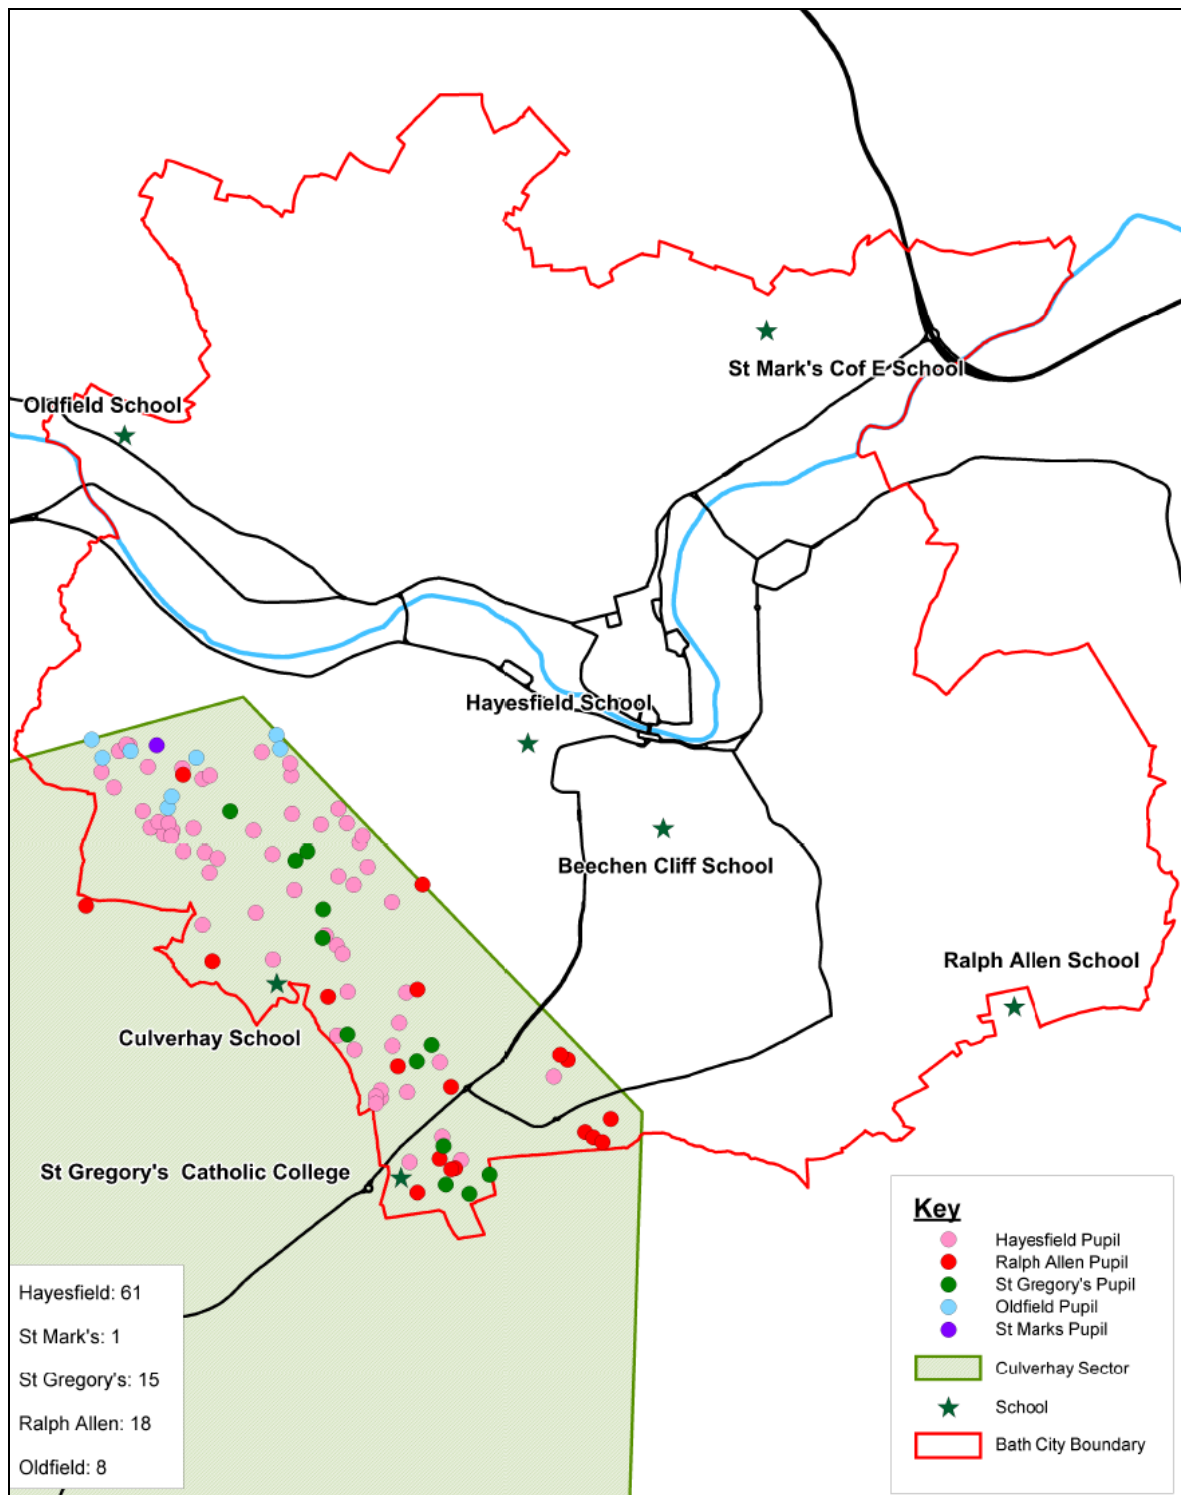 St Mark's Cof E School
Oldfield School
Hayesfield School
Beechen Cliff School
Ralph Allen School
Culverhay School
St Gregory's Catholic College
Key
Hayesfield Pupil
Ralph Allen Pupil
St Gregory's Pupil
Oldfield Pupil
St Marks Pupil
Culverhay Sector
School
Bath City Boundary
Hayesfield: 61
St Mark's: 1
St Gregory's: 15
Ralph Allen: 18
Oldfield: 8